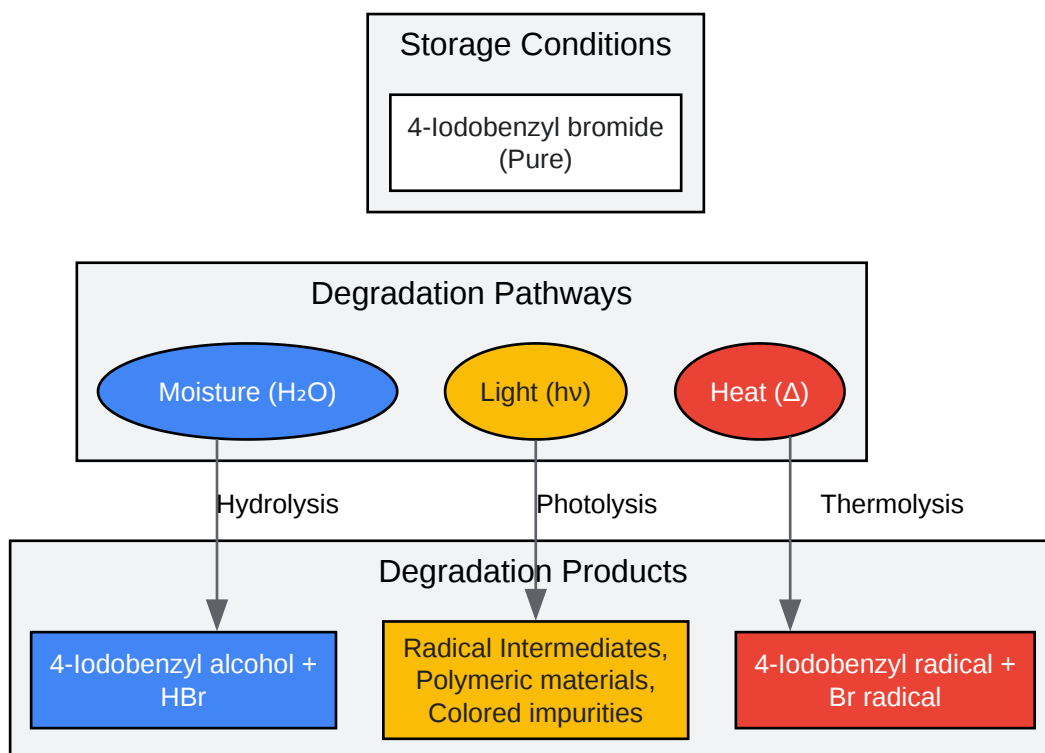 Storage Conditions
4-Iodobenzyl bromide
(Pure)
Degradation Pathways
Moisture (H₂O)
Light (hν)
Heat (Δ)
Hydrolysis
Photolysis
Thermolysis
Degradation Products
4-Iodobenzyl alcohol +
HBr
Radical Intermediates,
Polymeric materials,
Colored impurities
4-Iodobenzyl radical +
Br radical